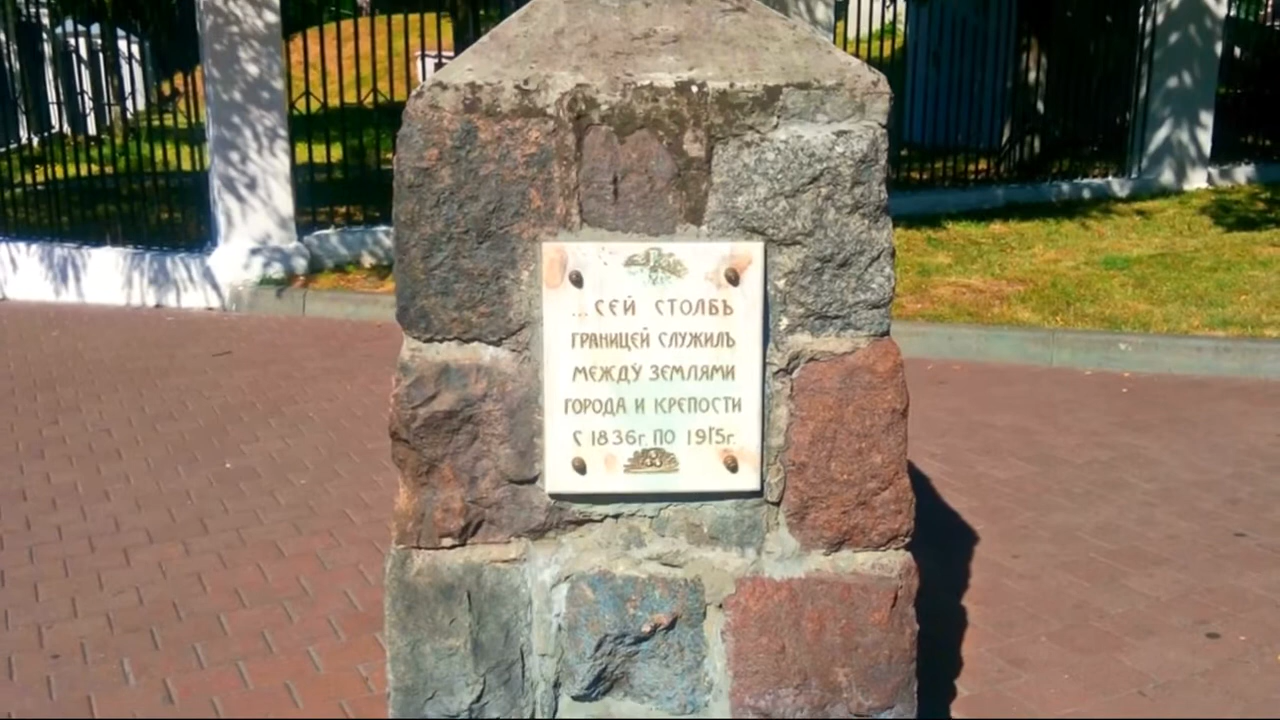 ...СЕЙ СТОЛБЪ
ГРАНИЦЕЙ СЛУЖИЛЪ
МЕЖДУ ЗЕМЛЯМИ
ГОРОДА И КРЕПОСТИ
С 1836г. ПО 1915г.